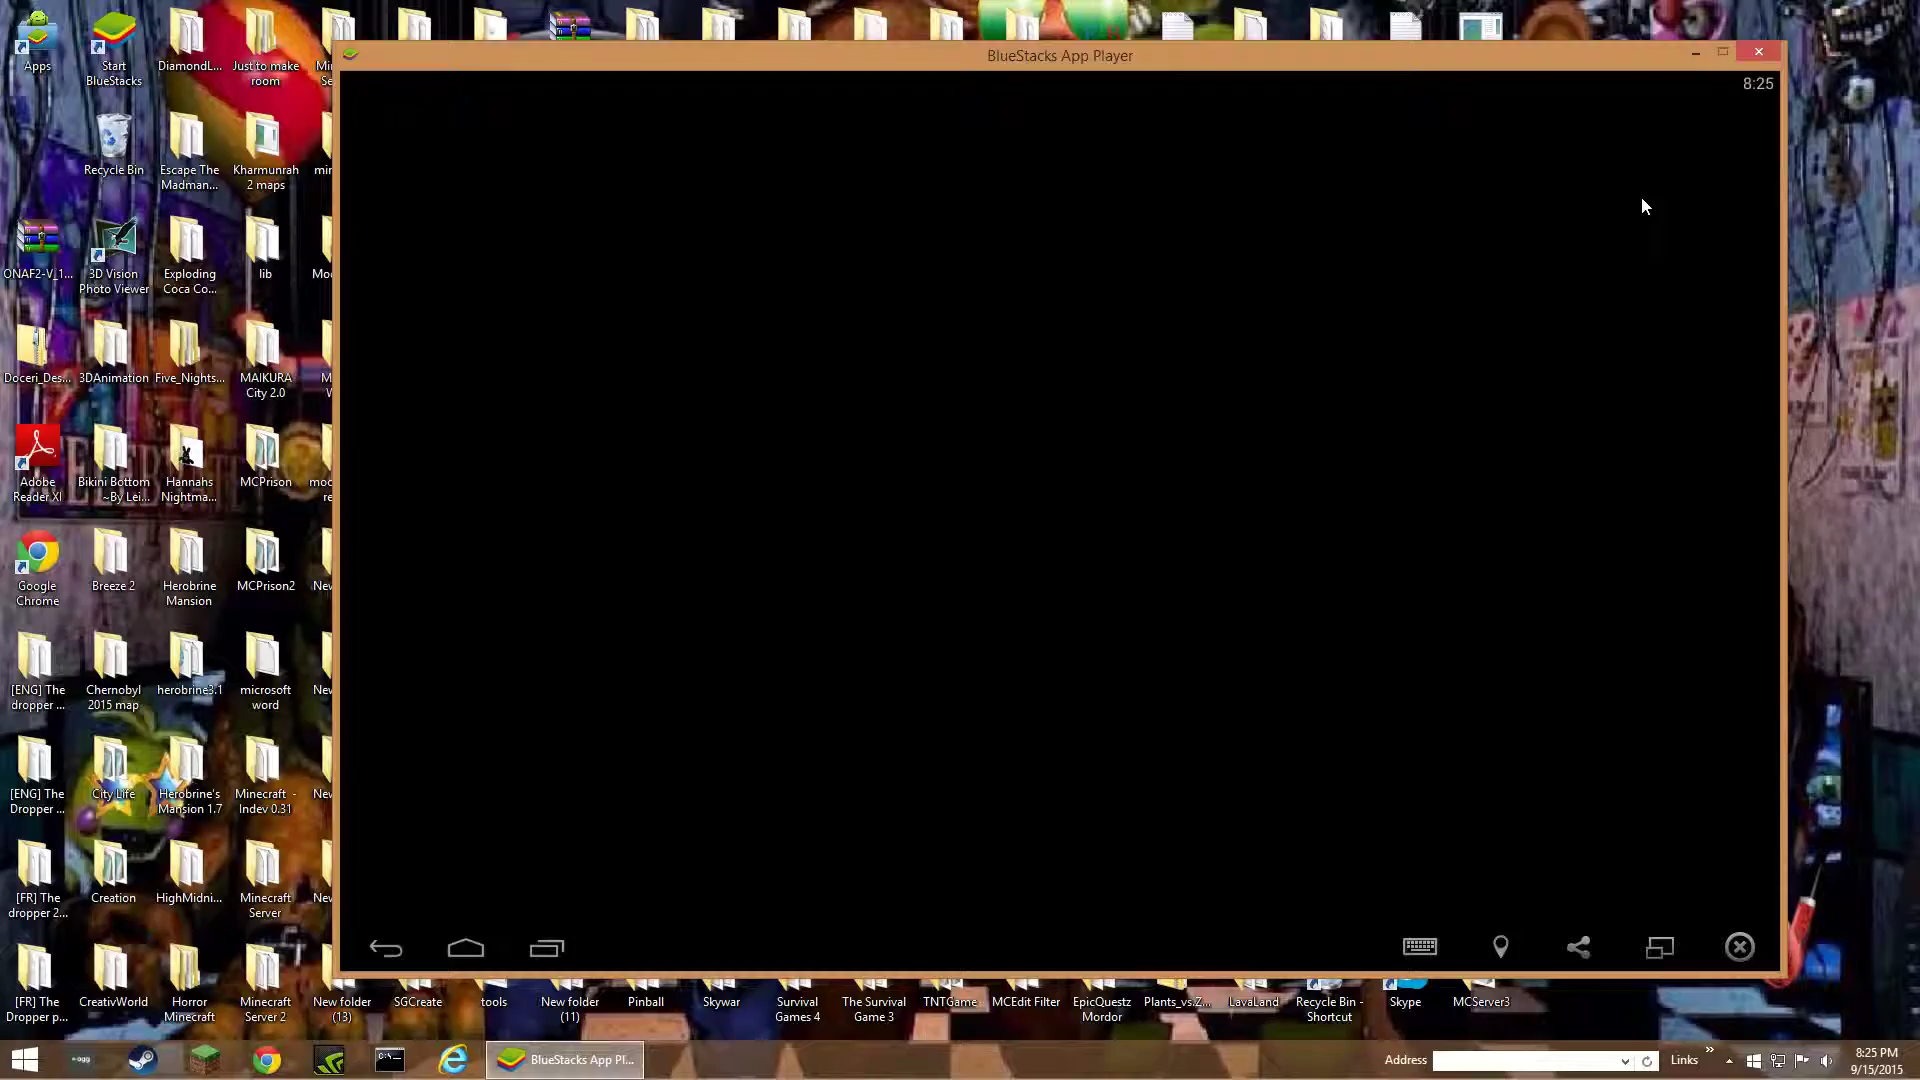 BlueStacks App Player
8:25
Apps
Start
BlueStacks
DiamondL...
Just to make
room
Recycle Bin
Escape The
Madman...
Kharmunrah
2 maps
ONAF2-V_1...
3D Vision
Photo Viewer
Exploding
Coca Co...
lib
Doceri_Des...
3DAnimation
Five_Nights...
MAIKURA
City 2.0
Adobe
Reader XI
Bikini Bottom
~By Lei...
Hannahs
Nightma...
MCPrison
Google
Chrome
Breeze 2
Herobrine
Mansion
MCPrison2
[ENG] The
dropper ...
Chernobyl
2015 map
herobrine3.1
microsoft
word
[ENG] The
Dropper ...
City Life
Herobrine's
Mansion 1.7
Minecraft -
Indev 0.31
[FR] The
dropper 2...
Creation
HighMidni...
Minecraft
Server
[FR] The
Dropper p...
CreativWorld
Horror
Minecraft
Minecraft
Server 2
New folder
(13)
SGCreate
tools
New folder
(11)
Pinball
Skywar
Survival
Games 4
The Survival
Game 3
TNTGame
MCEdit Filter
EpicQuestz
Mordor
Plants_vs.Z...
LavaLand
Recycle Bin -
Shortcut
Skype
MCServer3
BlueStacks App Pl...
Address
Links
8:25 PM
9/15/2015